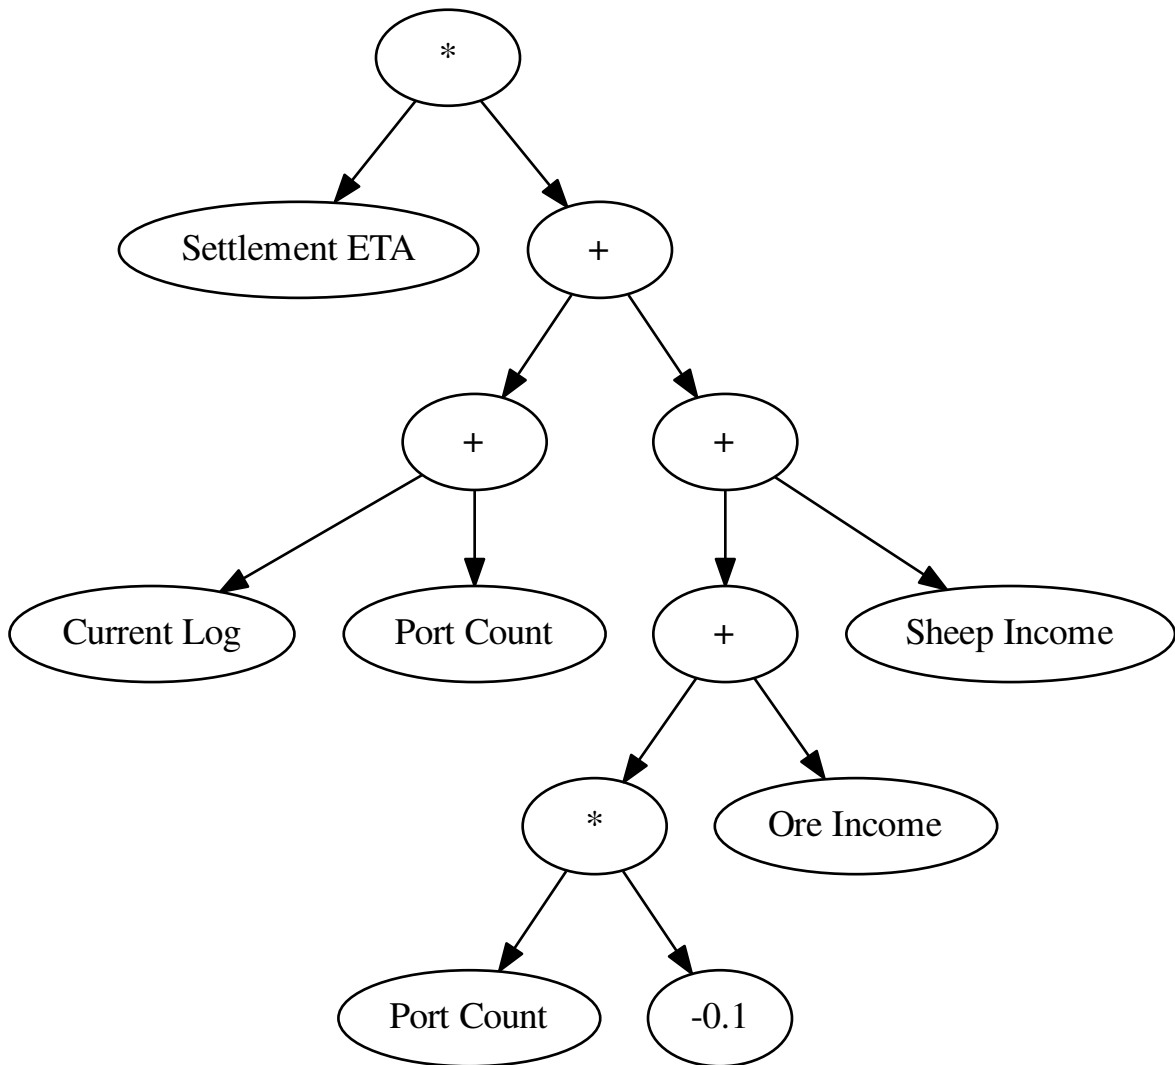 *
Settlement ETA
+
+
+
Current Log
Port Count
+
Sheep Income
*
Ore Income
Port Count
-0.1